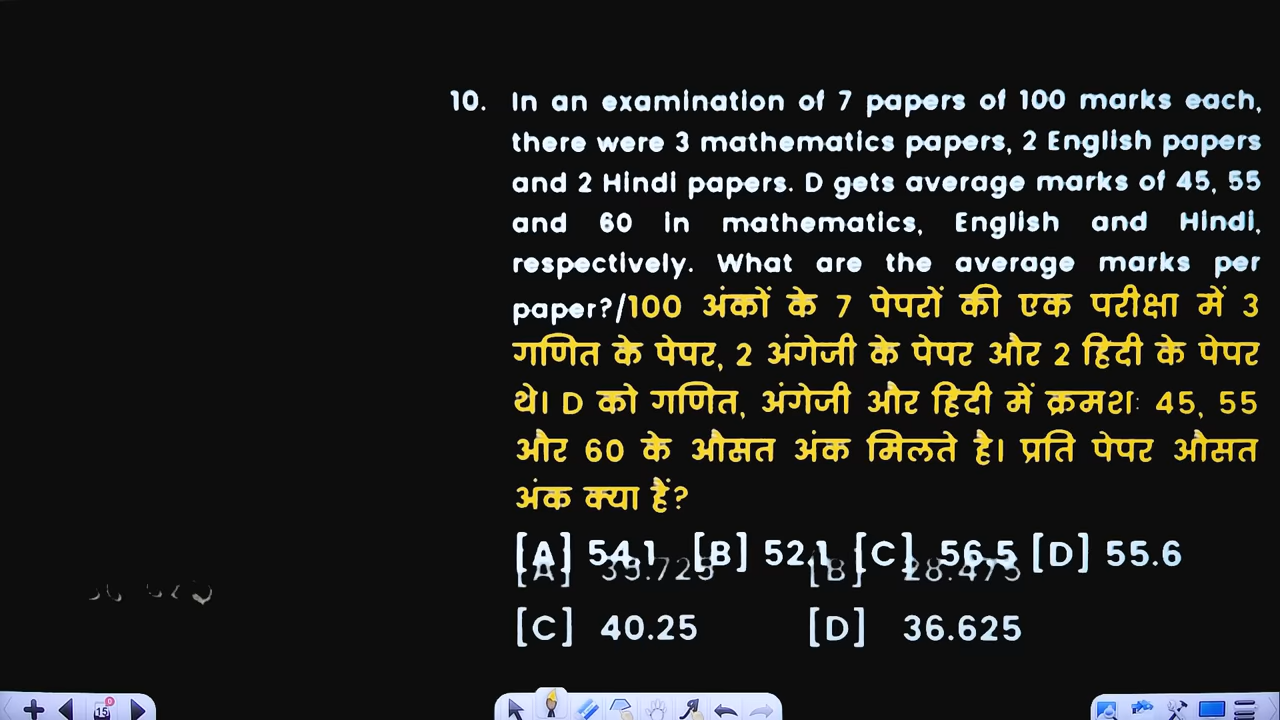 10. In an examination of 7 papers of 100 marks each,
there were 3 mathematics papers, 2 English papers
and 2 Hindi papers. D gets average marks of 45, 55
and 60 in mathematics, English and Hindi,
respectively. What are the average marks per
paper?/100 अंकों के 7 पेपरों की एक परीक्षा में 3
गणित के पेपर, 2 अंगेजी के पेपर और 2 हिदी के पेपर
थे। D को गणित, अंगेजी और हिदी में क्रमशः 45, 55
और 60 के औसत अंक मिलते है। प्रति पेपर औसत
अंक क्या हैं?
[A] 54.1 [B] 52.1 [C] 56.5 [D] 55.6
[A] [B] 28.475
[C] 40.25 [D] 36.625
15